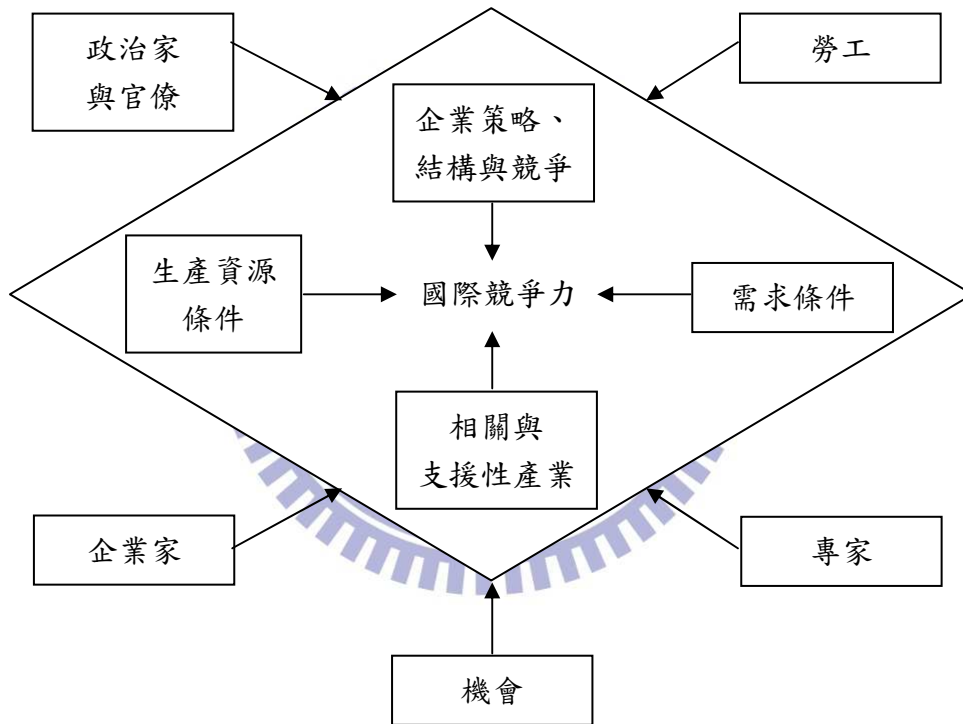 政治家
與官僚
勞工
企業策略、
結構與競爭
生產資源
條件
國際競爭力
需求條件
相關與
支援性產業
企業家
專家
機會